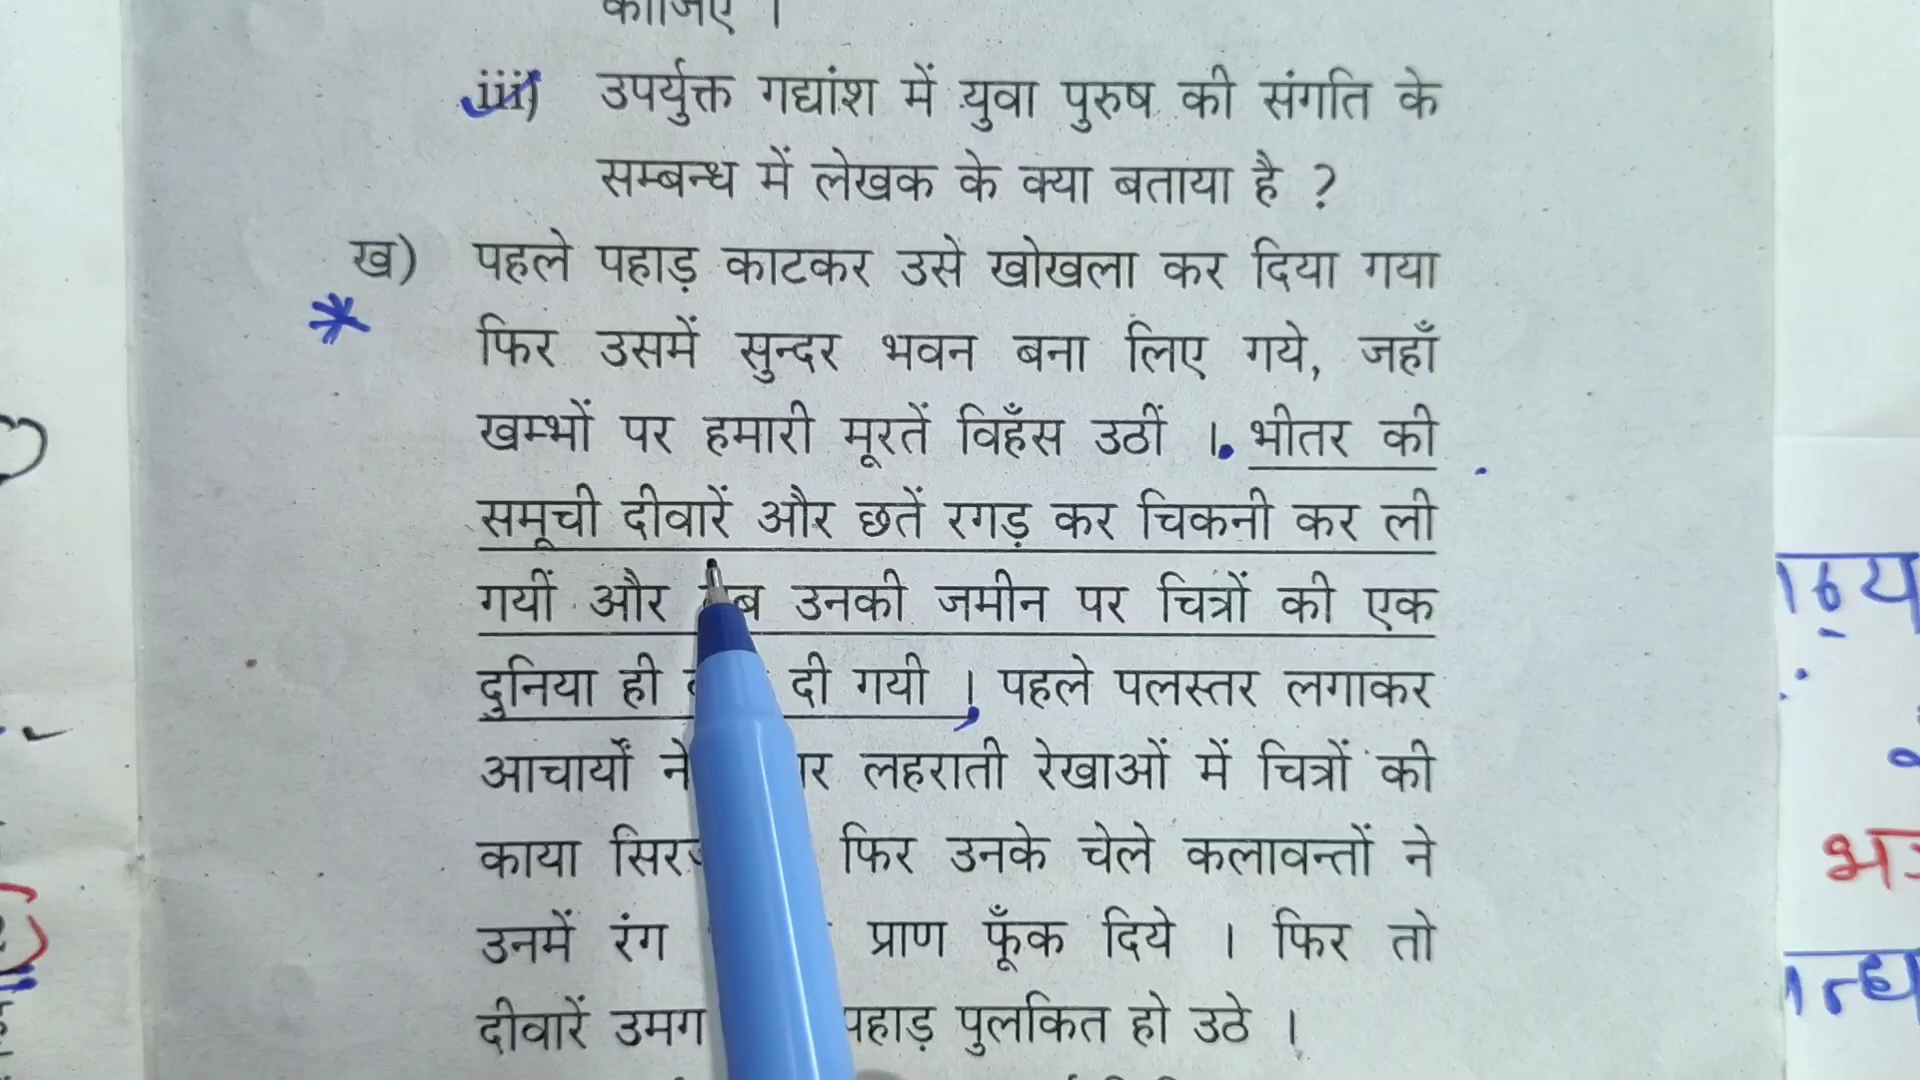 कीजिए ।
iii) उपर्युक्त गद्यांश में युवा पुरुष की संगति के
सम्बन्ध में लेखक के क्या बताया है ?
ख) पहले पहाड़ काटकर उसे खोखला कर दिया गया
फिर उसमें सुन्दर भवन बना लिए गये, जहाँ
खम्भों पर हमारी मूरतें विहँस उठीं । भीतर की
समूची दीवारें और छतें रगड़ कर चिकनी कर ली
गयीं और उनकी जमीन पर चित्रों की एक
दुनिया ही दी गयी । पहले पलस्तर लगाकर
आचार्यों ने लहराती रेखाओं में चित्रों की
काया फिर उनके चेले कलावन्तों ने
उनमें रंग प्राण फूँक दिये । फिर तो
दीवारें उमग पहाड़ पुलकित हो उठे ।